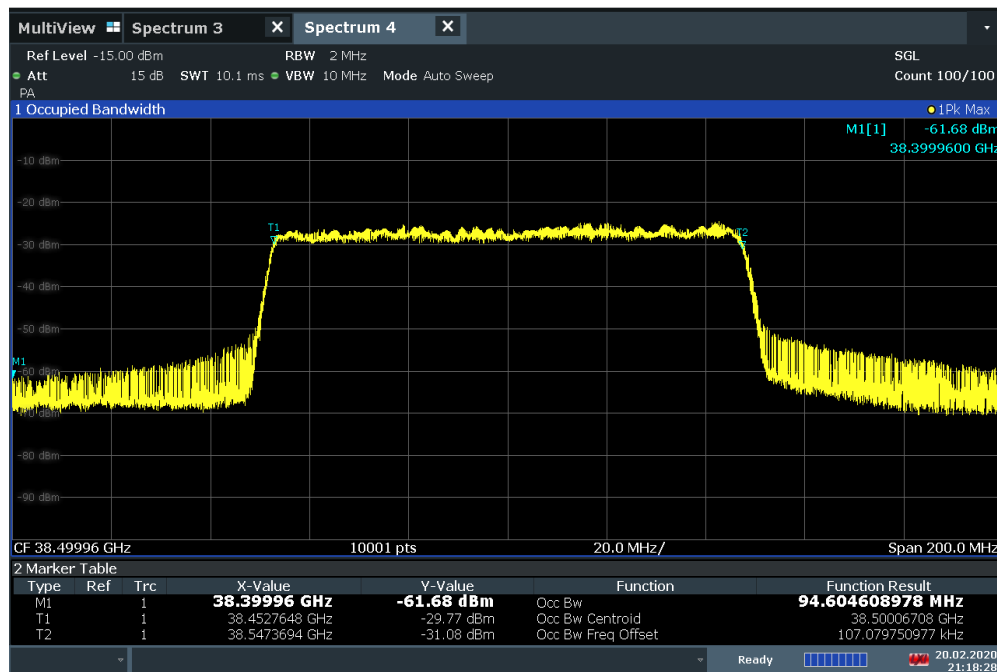 MultiView Spectrum 3 X Spectrum 4 X
Ref Level -15.00 dBm RBW 2 MHz SGL
Att 15 dB SWT 10.1 ms VBW 10 MHz Mode Auto Sweep Count 100/100
PA
1 Occupied Bandwidth 1Pk Max
M1[1] -61.68 dBm
38.3999600 GHz
-10 dBm
-20 dBm
T1 T2
-30 dBm
-40 dBm
-50 dBm
M1
-60 dBm
-70 dBm
-80 dBm
-90 dBm
CF 38.49996 GHz 10001 pts 20.0 MHz/ Span 200.0 MHz
2 Marker Table
Type Ref Trc X-Value Y-Value Function Function Result
M1 1 38.39996 GHz -61.68 dBm Occ Bw 94.604608978 MHz
T1 1 38.4527648 GHz -29.77 dBm Occ Bw Centroid 38.50006708 GHz
T2 1 38.5473694 GHz -31.08 dBm Occ Bw Freq Offset 107.079750977 kHz
Ready 20.02.2020
21:18:28